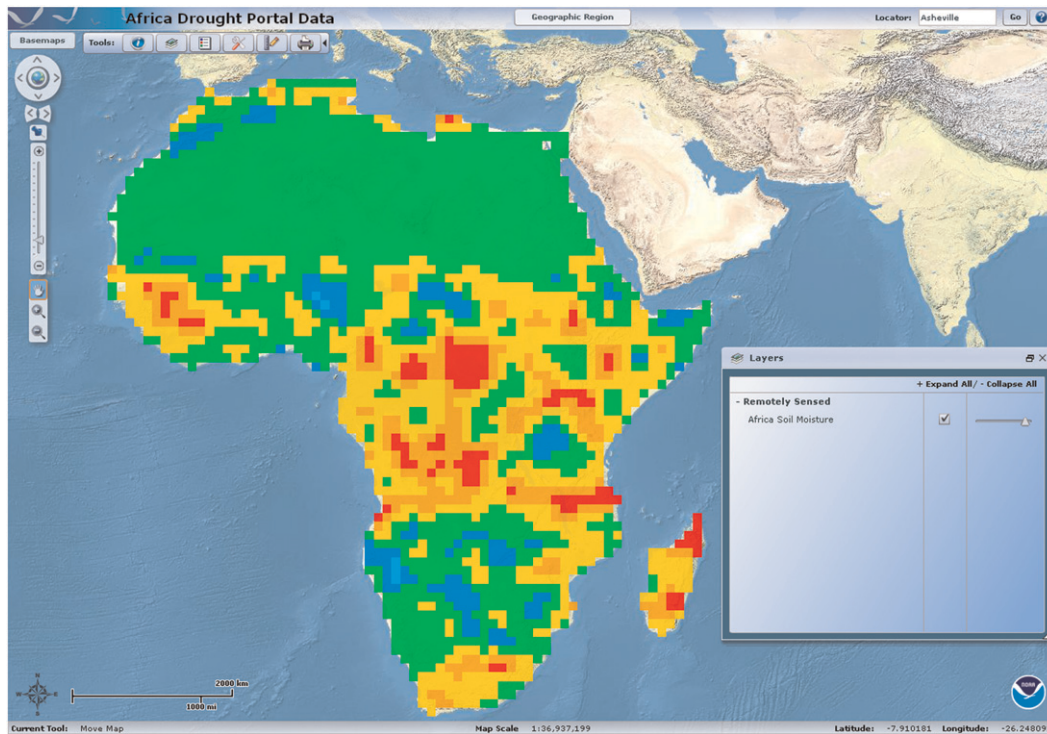 Africa Drought Portal Data
Geographic Region
Locator: Asheville Go ?
Basemaps
Tools:
Layers
+ Expand All/ - Collapse All
- Remotely Sensed
Africa Soil Moisture
N
2000 km
1000 mi
NOAA
Current Tool: Move Map
Map Scale 1:36,937,199
Latitude: -7.910181 Longitude: -26.24809